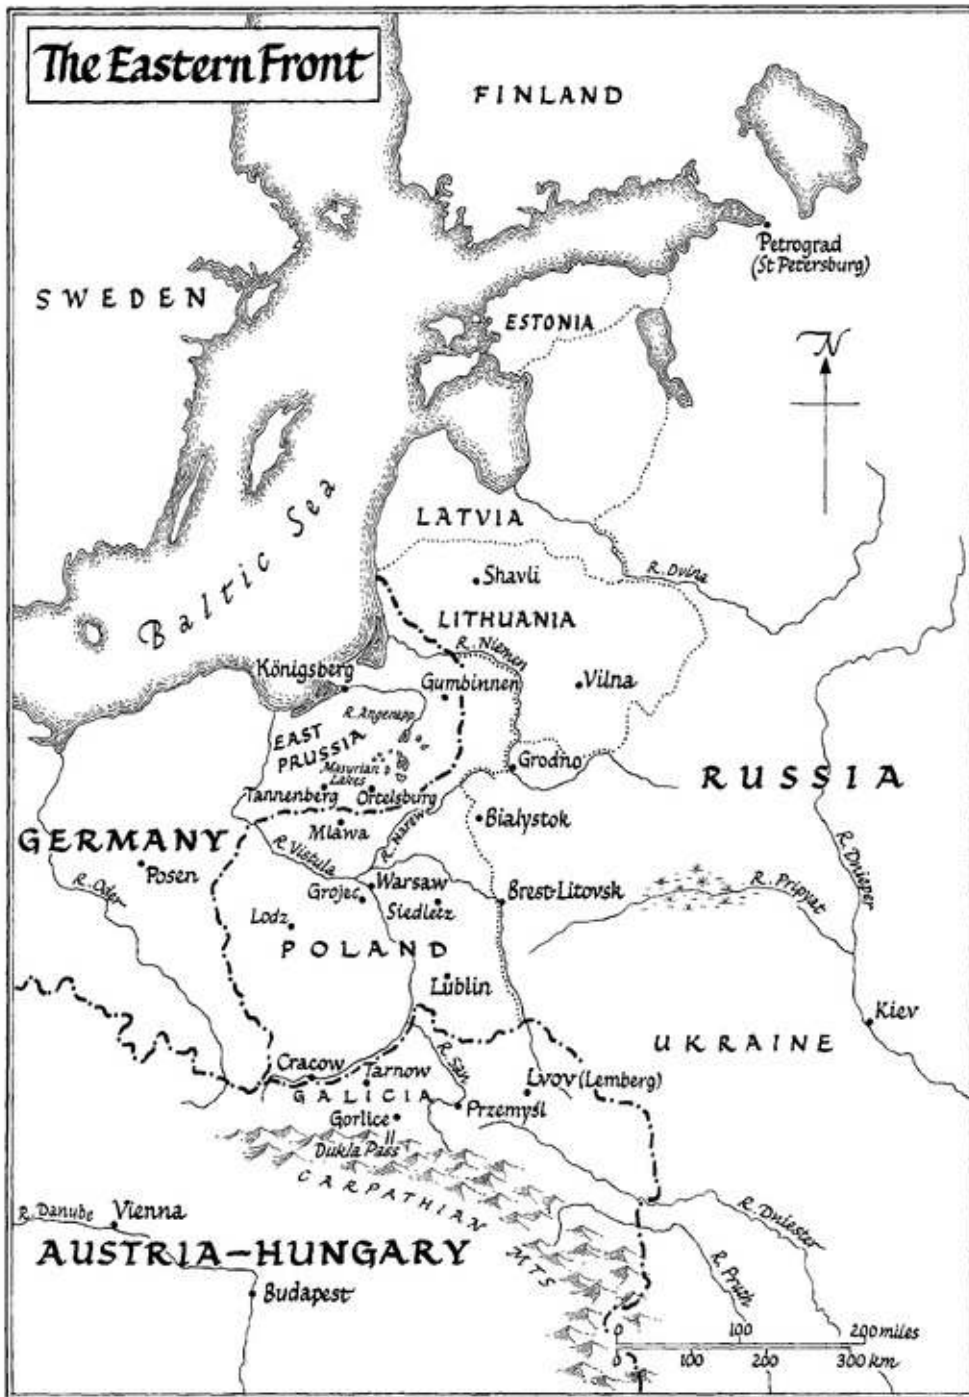 The Eastern Front
FINLAND
Petrograd
(St Petersburg)
SWEDEN
ESTONIA
N
Baltic Sea
LATVIA
R. Dvina
Shavli
LITHUANIA
R. Niemen
Königsberg
Gumbinnen
Vilna
R. Angerapp
EAST
PRUSSIA
Masurian
Lakes
Grodno
RUSSIA
Tannenberg
Ortelsburg
Mlawa
R. Narew
Bialystok
GERMANY
R. Vistula
R. Dnieper
Posen
R. Oder
Warsaw
Grojec
Siedletz
Brest-Litovsk
R. Pripyat
Lodz
POLAND
Lublin
Kiev
UKRAINE
Cracow
Tarnow
R. San
Lvov (Lemberg)
GALICIA
Przemyśl
Gorlice
Dukla Pass
CARPATHIAN
MTS
R. Danube
Vienna
R. Dniester
AUSTRIA-HUNGARY
R. Pruth
Budapest
0 100 200 miles
0 100 200 300 km